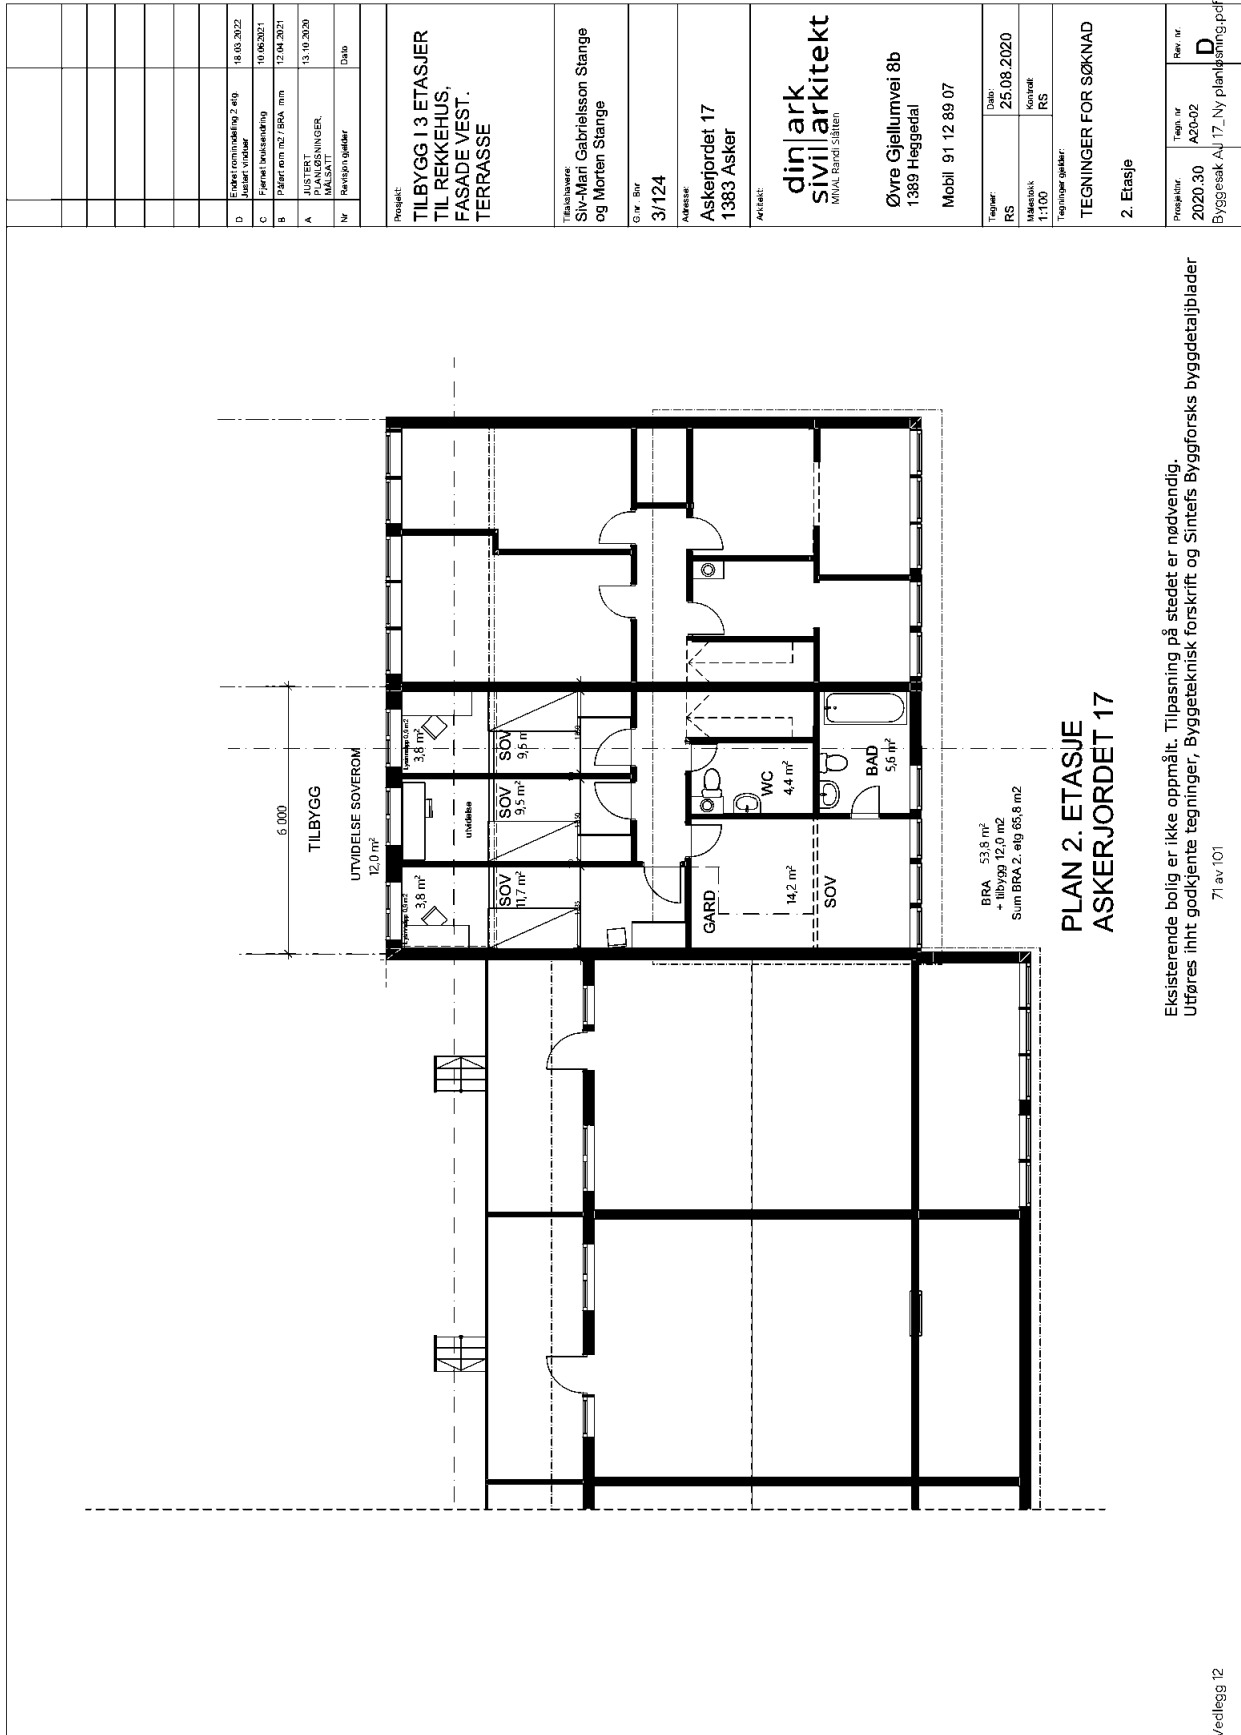 6 000
TILBYGG
UTVIDELSE SOVEROM
12,0 m²
3,8 m²
utvidelse
3,8 m²
SOV
11,7 m²
SOV
9,5 m²
SOV
9,5 m²
GARD
14,2 m²
SOV
WC
4,4 m²
BAD
5,6 m²
BRA 53,8 m²
+ tilbygg 12,0 m2
Sum BRA 2. etg 65,8 m2
PLAN 2. ETASJE
ASKERJORDET 17
Eksisterende bolig er ikke oppmålt. Tilpasning på stedet er nødvendig.
Utføres ihht godkjente tegninger, Byggeteknisk forskrift og Sintefs Byggforsks byggdetaljblader
71 av 101
Vedlegg 12
D Endret rominndeling 2 etg. Justert vinduer 18.03.2022
C Fjernet bruksendring 10.062021
B Påført rom m2 / BRA mm 12.04.2021
A JUSTERT PLANLØSNINGER, MÅLSATT 13.10.2020
Nr Revisjon gjelder Dato
Prosjekt:
TILBYGG I 3 ETASJER
TIL REKKEHUS,
FASADE VEST.
TERRASSE
Tiltakshavere:
Siv-Mari Gabrielsson Stange
og Morten Stange
G.nr. Bnr
3/124
Adresse:
Askerjordet 17
1383 Asker
Arkitekt:
din|ark
sivil|arkitekt
MNAL Randi Slåtten
Øvre Gjellumvei 8b
1389 Heggedal
Mobil 91 12 89 07
Tegner: RS
Dato: 25.08.2020
Målestokk 1:100
Kontroll: RS
Tegninger gjelder:
TEGNINGER FOR SØKNAD
2. Etasje
Prosjektnr. 2020.30
Tegn. nr A20-02
Rev. nr. D
Byggesak AJ 17_Ny planløsning.pdf